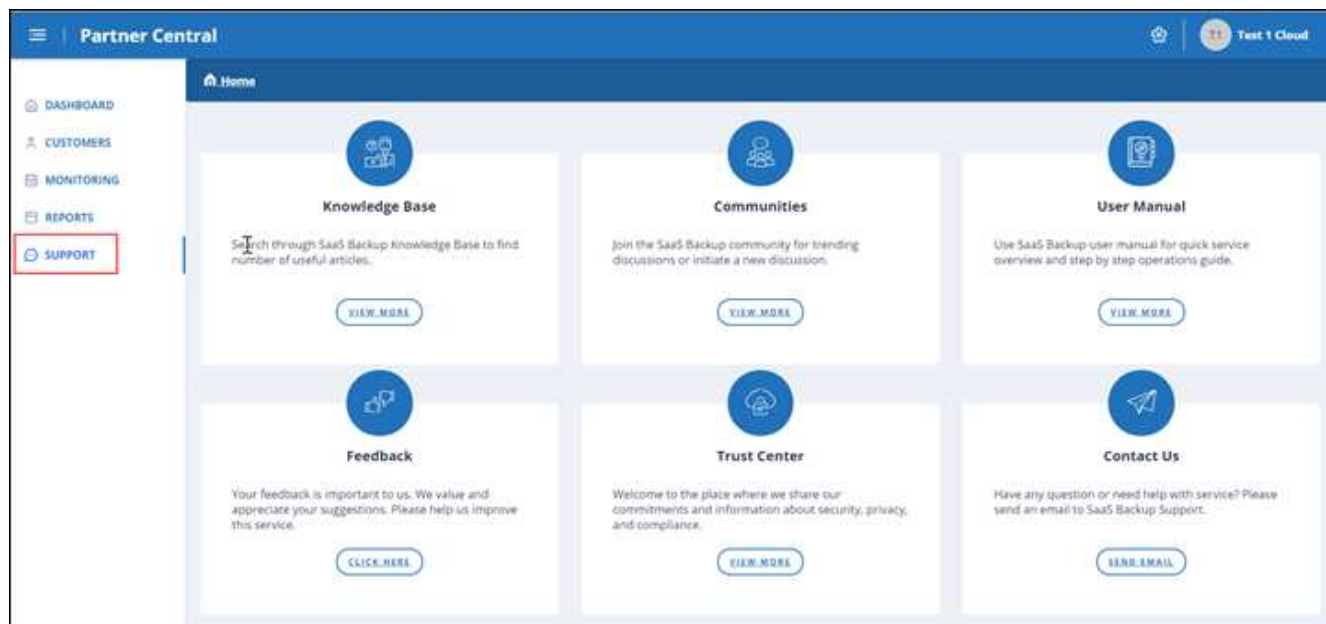 Partner Central
T1 Test 1 Cloud
Home
DASHBOARD
CUSTOMERS
MONITORING
REPORTS
SUPPORT
Knowledge Base
Search through SaaS Backup Knowledge Base to find
number of useful articles.
VIEW MORE
Communities
Join the SaaS Backup community for trending
discussions or initiate a new discussion.
VIEW MORE
User Manual
Use SaaS Backup user manual for quick service
overview and step by step operations guide.
VIEW MORE
Feedback
Your feedback is important to us. We value and
appreciate your suggestions. Please help us improve
this service.
CLICK HERE
Trust Center
Welcome to the place where we share our
commitments and information about security, privacy,
and compliance.
VIEW MORE
Contact Us
Have any question or need help with service? Please
send an email to SaaS Backup Support.
SEND EMAIL